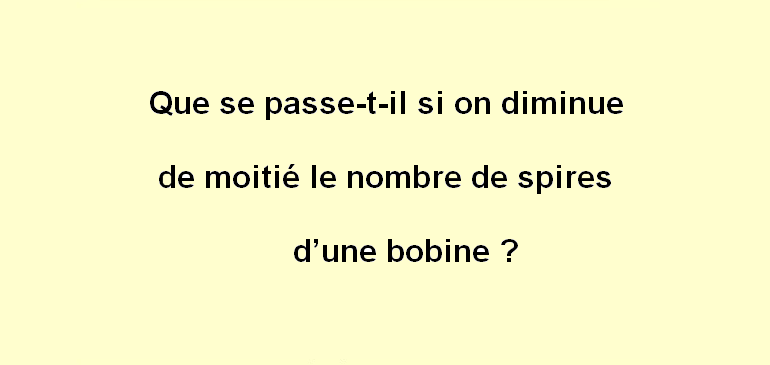 Que se passe-t-il si on diminue
de moitié le nombre de spires
d’une bobine ?